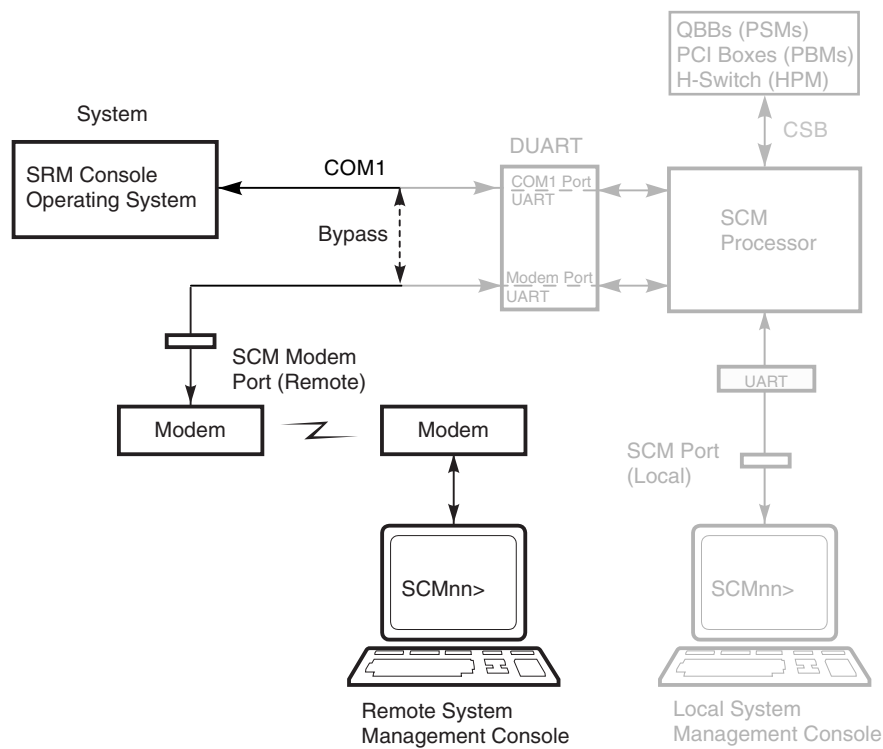 QBBs (PSMs)
PCI Boxes (PBMs)
H-Switch (HPM)
CSB
System
SRM Console
Operating System
COM1
Bypass
DUART
COM1 Port
UART
Modem Port
UART
SCM
Processor
SCM Modem
Port (Remote)
UART
Modem
Modem
SCM Port
(Local)
SCMnn>
SCMnn>
Remote System
Management Console
Local System
Management Console